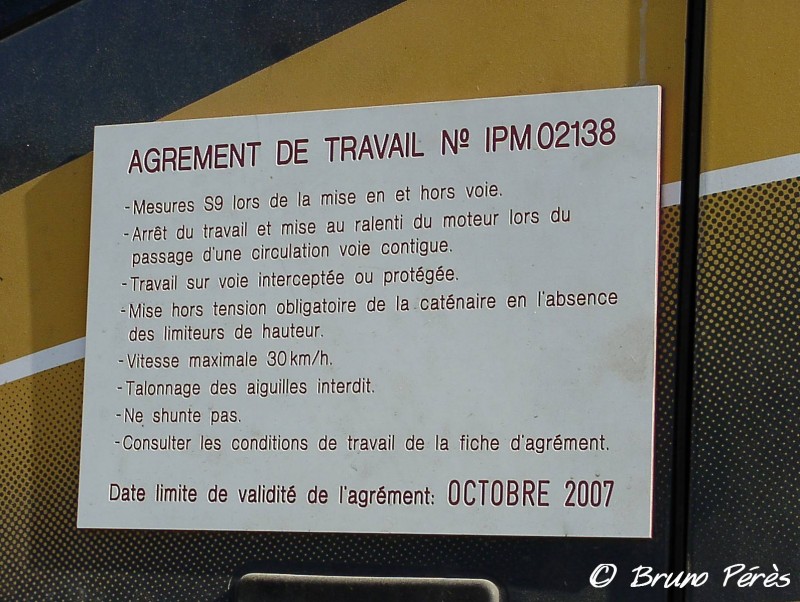 AGREMENT DE TRAVAIL Nº IPM 02138
-Mesures S9 lors de la mise en et hors voie.
-Arrêt du travail et mise au ralenti du moteur lors du
passage d'une circulation voie contigue.
-Travail sur voie interceptée ou protégée.
-Mise hors tension obligatoire de la caténaire en l'absence
des limiteurs de hauteur.
-Vitesse maximale 30km/h.
-Talonnage des aiguilles interdit.
-Ne shunte pas.
-Consulter les conditions de travail de la fiche d'agrément.
Date limite de validité de l'agrément: OCTOBRE 2007
© Bruno Pérès